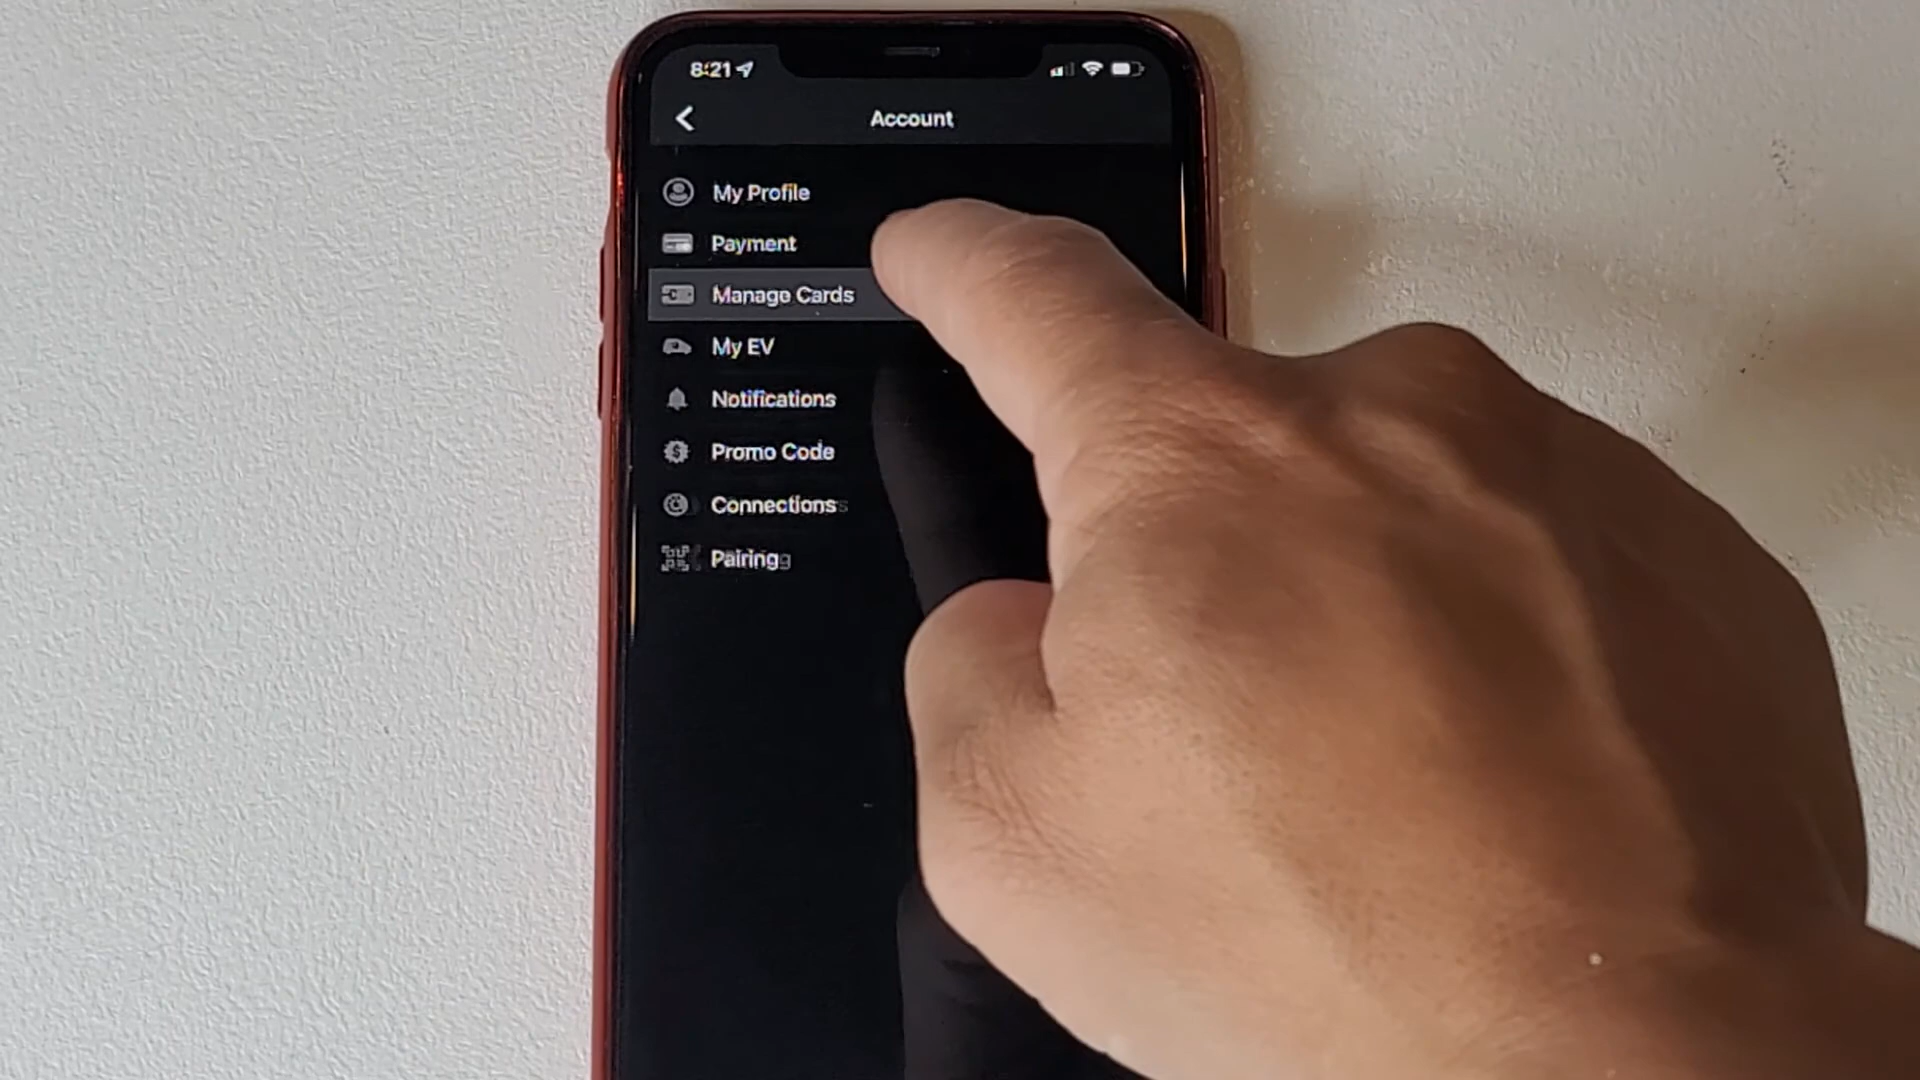 8:21
Account
My Profile
Payment
Manage Cards
My EV
Notifications
Promo Code
Connections
Pairing